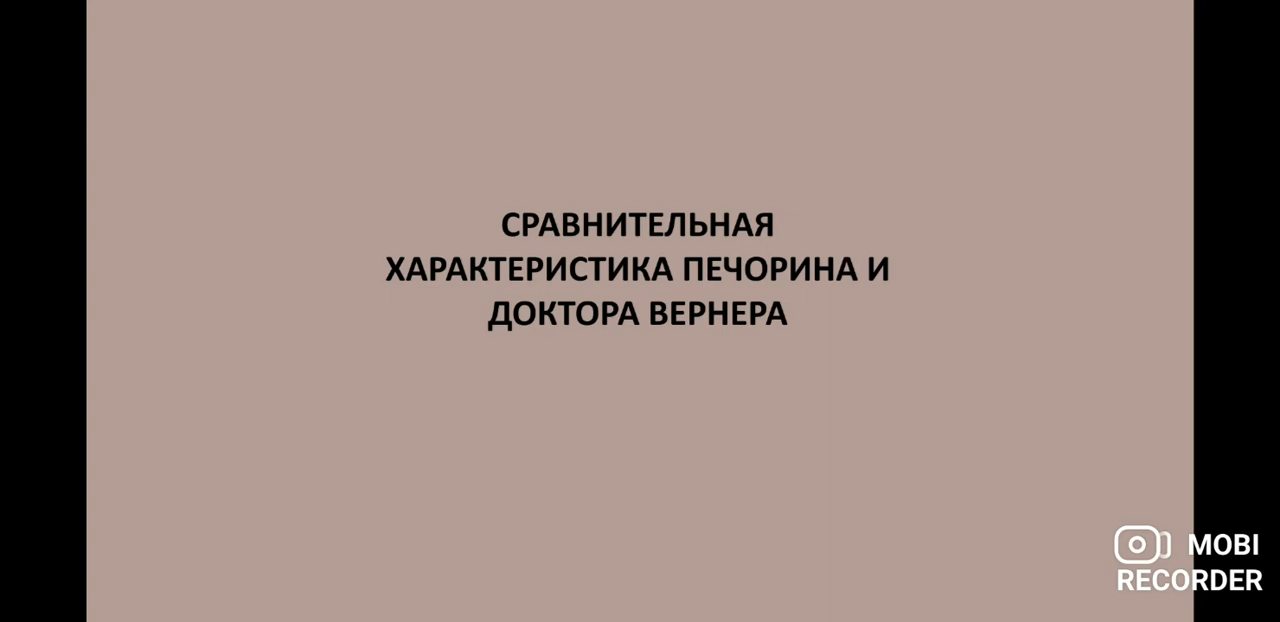 СРАВНИТЕЛЬНАЯ
ХАРАКТЕРИСТИКА ПЕЧОРИНА И
ДОКТОРА ВЕРНЕРА
MOBI
RECORDER